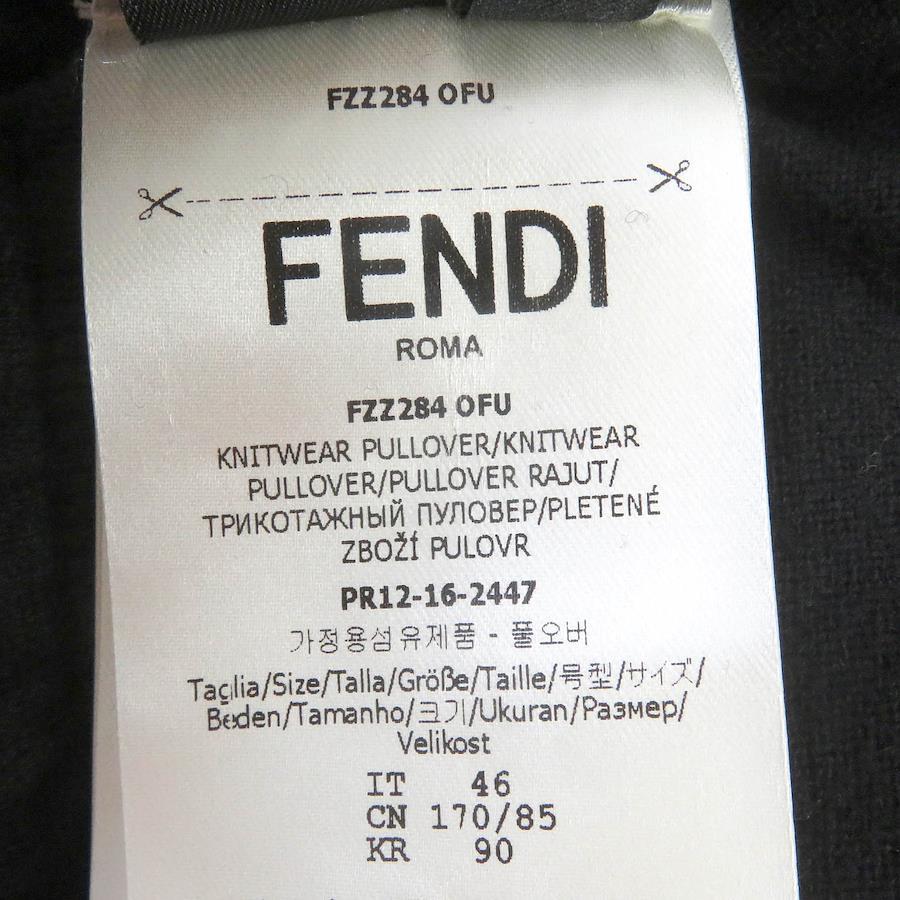 FZZ284 OFU
FENDI
ROMA
FZZ284 OFU
KNITWEAR PULLOVER/KNITWEAR
PULLOVER/PULLOVER RAJUT/
ТРИКОТАЖНЫЙ ПУЛОВЕР/PLETENÉ
ZBOŽÍ PULOVR
PR12-16-2447
가정용섬유제품 - 풀오버
Taglia/Size/Talla/Größe/Taille/号型/サイズ/
Beden/Tamanho/크기/Ukuran/Размер/
Velikost
IT 46
CN 170/85
KR 90